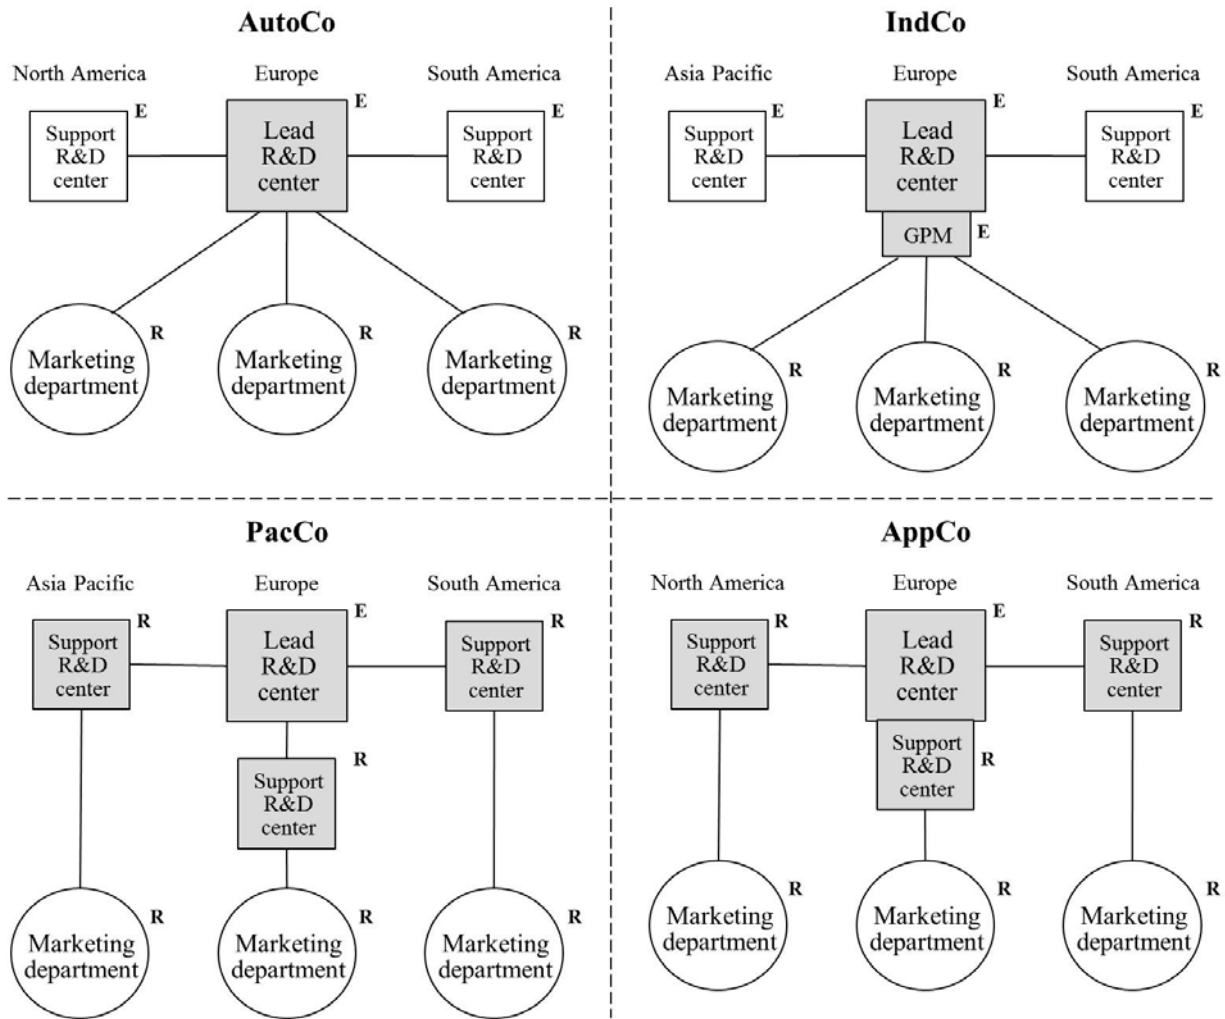 AutoCo
North America
Europe
South America
E
E
E
Support
R&D
center
Lead
R&D
center
Support
R&D
center
R
R
R
Marketing
department
Marketing
department
Marketing
department
IndCo
Asia Pacific
Europe
South America
E
E
E
Support
R&D
center
Lead
R&D
center
Support
R&D
center
GPM
E
R
R
R
Marketing
department
Marketing
department
Marketing
department
PacCo
Asia Pacific
Europe
South America
R
E
R
Support
R&D
center
Lead
R&D
center
Support
R&D
center
R
Support
R&D
center
R
R
R
Marketing
department
Marketing
department
Marketing
department
AppCo
North America
Europe
South America
R
E
R
Support
R&D
center
Lead
R&D
center
Support
R&D
center
Support
R&D
center
R
R
R
R
Marketing
department
Marketing
department
Marketing
department